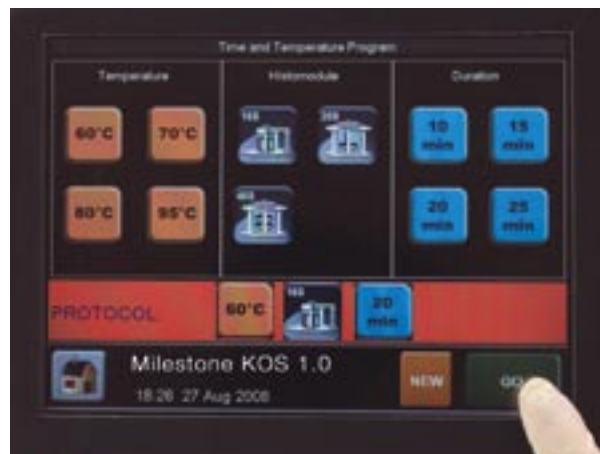 Time and Temperature Program
Temperature
Histomodule
Duration
60°C 70°C
10 min 15 min
80°C 95°C
20 min 25 min
PROTOCOL 60°C 20 min
Milestone KOS 1.0
NEW
GO
18:26 27 Aug 2008